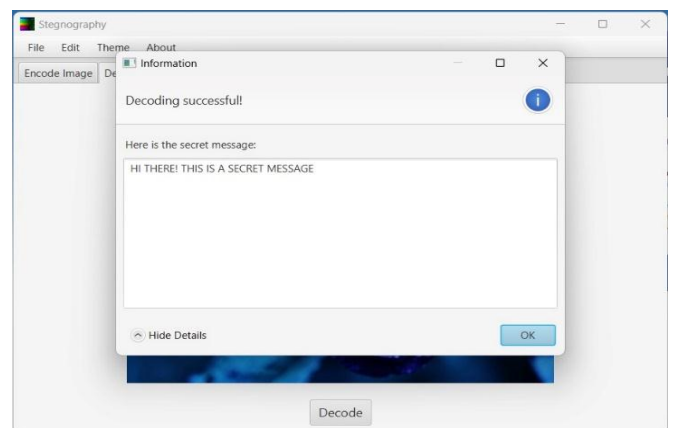 Stegnography
File Edit Theme About
Information
Encode Image De
Decoding successful!
Here is the secret message:
HI THERE! THIS IS A SECRET MESSAGE
Hide Details
OK
Decode